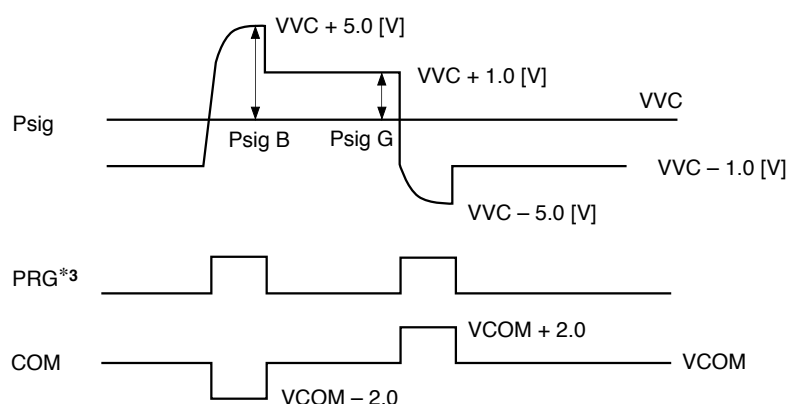 VVC + 5.0 [V]
VVC + 1.0 [V]
VVC
Psig
Psig B
Psig G
VVC – 1.0 [V]
VVC – 5.0 [V]
PRG*3
VCOM + 2.0
COM
VCOM
VCOM – 2.0